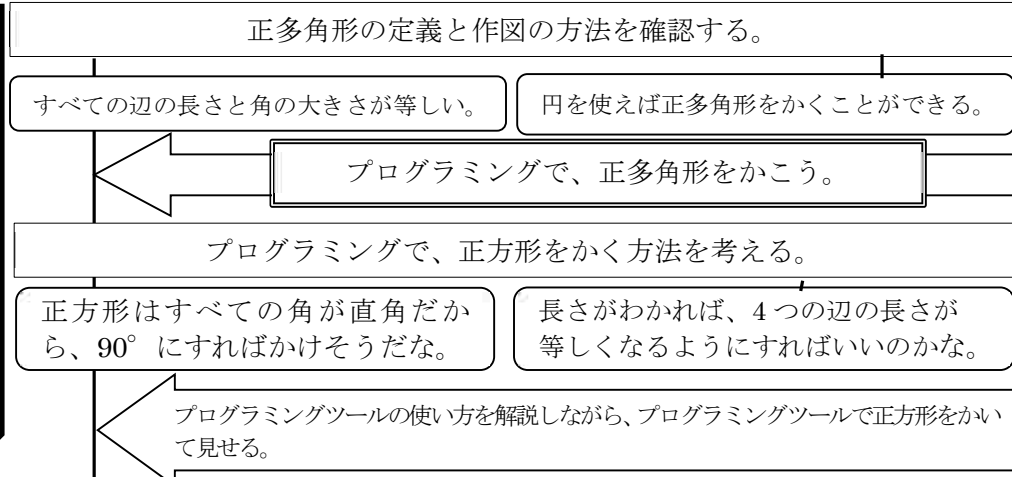 正多角形の定義と作図の方法を確認する。
すべての辺の長さと角の大きさが等しい。
円を使えば正多角形をかくことができる。
プログラミングで、正多角形をかこう。
プログラミングで、正方形をかく方法を考える。
正方形はすべての角が直角だか
ら、90°にすればかけそうだな。
長さがわかれば、4つの辺の長さが
等しくなるようにすればいいのかな。
プログラミングツールの使い方を解説しながら、プログラミングツールで正方形をかい
て見せる。